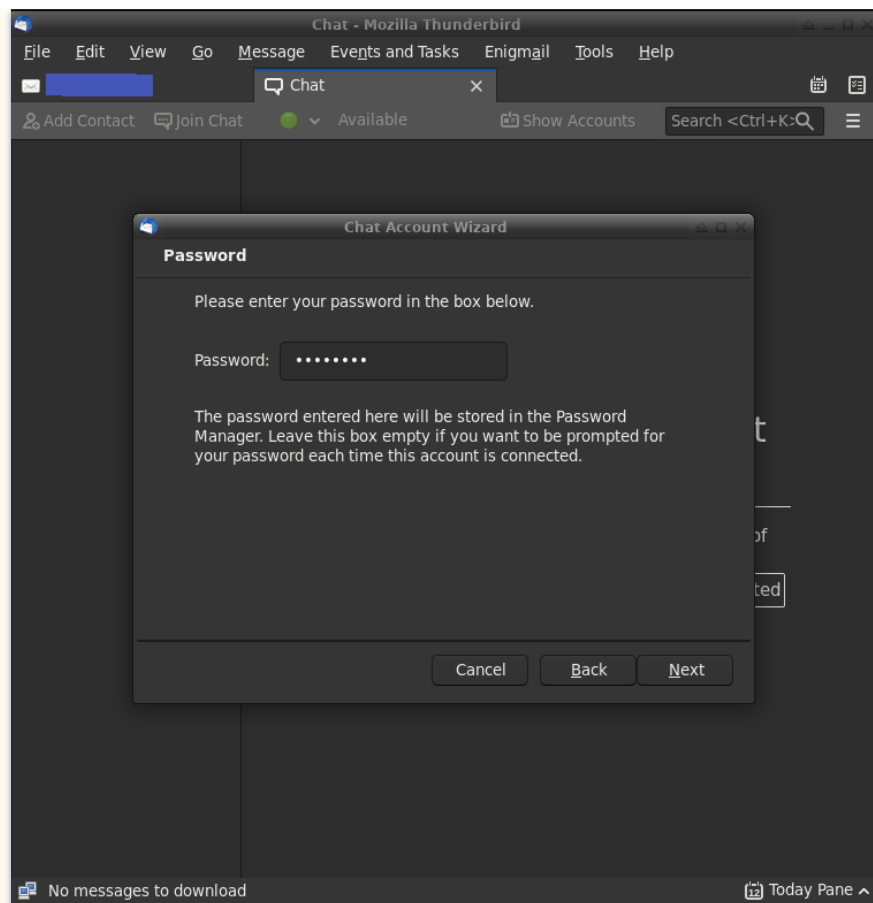 Chat - Mozilla Thunderbird
File Edit View Go Message Events and Tasks Enigmail Tools Help
Chat
Add Contact Join Chat Available Show Accounts Search <Ctrl+K>
Chat Account Wizard
Password
Please enter your password in the box below.
Password: ••••••••
The password entered here will be stored in the Password
Manager. Leave this box empty if you want to be prompted for
your password each time this account is connected.
t
of
ted
Cancel Back Next
No messages to download 12 Today Pane